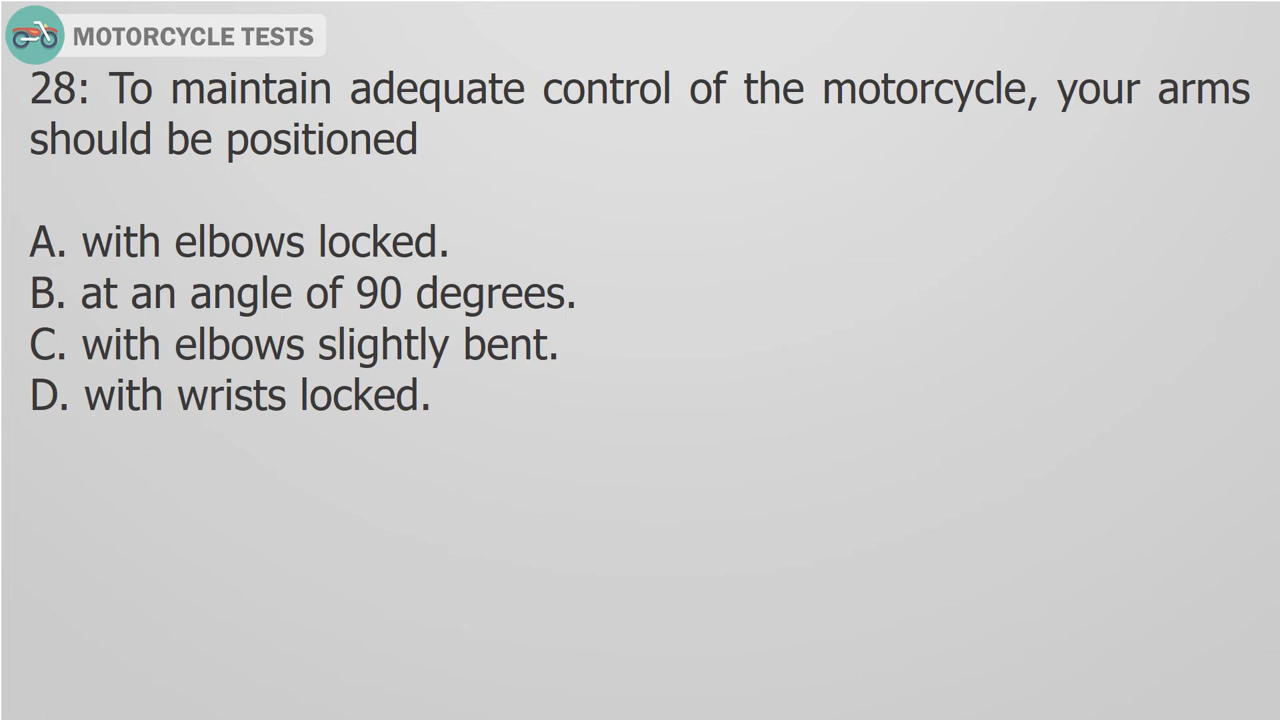 MOTORCYCLE TESTS
28: To maintain adequate control of the motorcycle, your arms
should be positioned
A. with elbows locked.
B. at an angle of 90 degrees.
C. with elbows slightly bent.
D. with wrists locked.